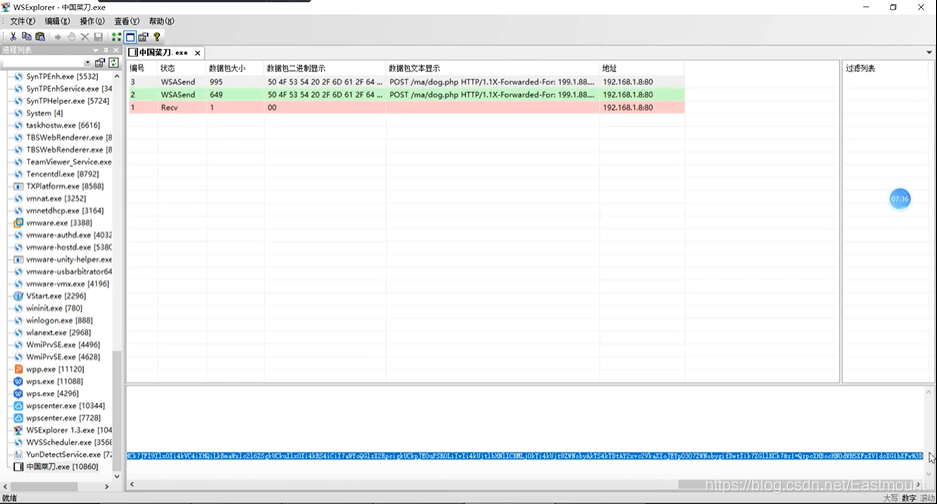 WSExplorer - 中国菜刀.exe
文件(F) 编辑(E) 操作(O) 查看(V) 帮助(H)
进程列表
SynTPEnh.exe [5532]
SynTPEnhService.exe [34
SynTPHelper.exe [5724]
System [4]
taskhostw.exe [6616]
TBSWebRenderer.exe [8
TBSWebRenderer.exe [8
TeamViewer_Service.exe
Tencentdl.exe [8792]
TXPlatform.exe [8588]
vmnat.exe [3252]
vmnetdhcp.exe [3164]
vmware.exe [3388]
vmware-authd.exe [4032
vmware-hostd.exe [5380
vmware-unity-helper.exe
vmware-usbarbitrator64
vmware-vmx.exe [4196]
VStart.exe [2296]
wininit.exe [780]
winlogon.exe [888]
wlanext.exe [2968]
WmiPrvSE.exe [4496]
WmiPrvSE.exe [4628]
wpp.exe [11120]
wps.exe [11088]
wps.exe [4296]
wpscenter.exe [10344]
wpscenter.exe [7728]
WSExplorer 1.3.exe [104
WVSScheduler.exe [3568
YunDetectService.exe [72
中国菜刀.exe [10860]
中国菜刀.exe
编号 状态 数据包大小 数据包二进制显示 数据包文本显示 地址
3 WSASend 995 50 4F 53 54 20 2F 6D 61 2F 64 ... POST /ma/dog.php HTTP/1.1X-Forwarded-For: 199.1.88.... 192.168.1.8:80
2 WSASend 649 50 4F 53 54 20 2F 6D 61 2F 64 ... POST /ma/dog.php HTTP/1.1X-Forwarded-For: 199.1.88.... 192.168.1.8:80
1 Recv 1 00 192.168.1.8:80
过滤列表
07:36
就绪
大写 数字 滚动
https://blog.csdn.net/Eastmount